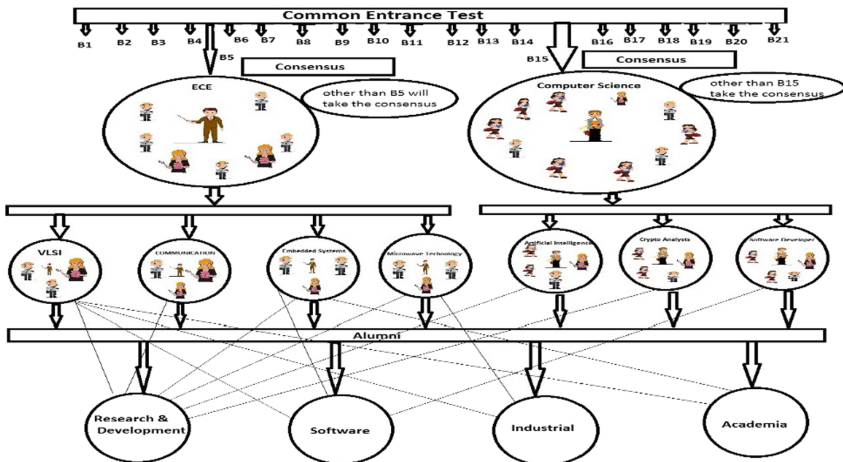 Common Entrance Test
B1
B2
B3
B4
B5
B6
B7
B8
B9
B10
B11
B12
B13
B14
B15
B16
B17
B18
B19
B20
B21
Consensus
Consensus
ECE
other than B5 will
take the consensus
Computer Science
other than B15
take the consensus
VLSI
COMMUNICATION
Embedded Systems
Microwave Technology
Artificial Intelligence
Crypto Analysts
Software Developer
Alumni
Research &
Development
Software
Industrial
Academia